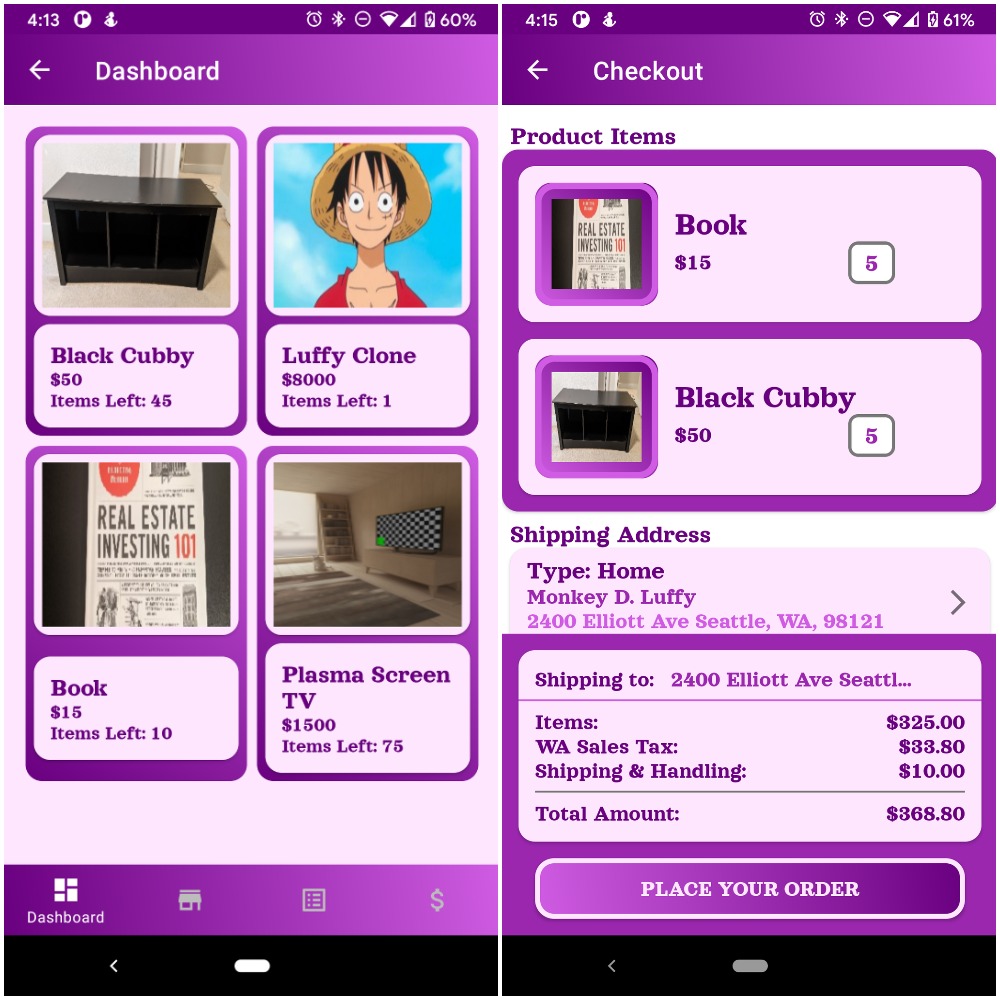 4:13
60%
Dashboard
Black Cubby
$50
Items Left: 45
Luffy Clone
$8000
Items Left: 1
REAL ESTATE
INVESTING 101
Book
$15
Items Left: 10
Plasma Screen
TV
$1500
Items Left: 75
Dashboard
4:15
61%
Checkout
Product Items
REAL ESTATE
INVESTING 101
Book
$15
5
Black Cubby
$50
5
Shipping Address
Type: Home
Monkey D. Luffy
2400 Elliott Ave Seattle, WA, 98121
Shipping to: 2400 Elliott Ave Seattl...
Items: $325.00
WA Sales Tax: $33.80
Shipping & Handling: $10.00
Total Amount: $368.80
PLACE YOUR ORDER